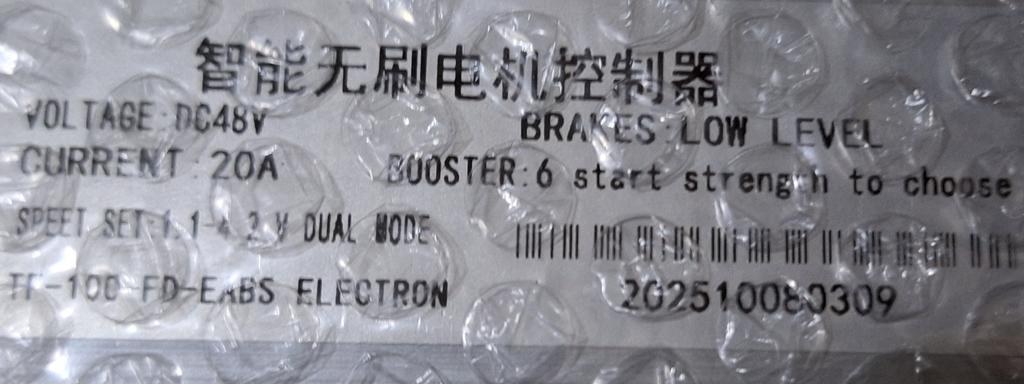 智能无刷电机控制器
VOLTAGE:DC48V
BRAKES:LOW LEVEL
CURRENT:20A
BOOSTER:6 start strength to choose
SPEET SET:1.1-4.2 V DUAL MODE
TF-100-FD-EABS ELECTRON
202510080309